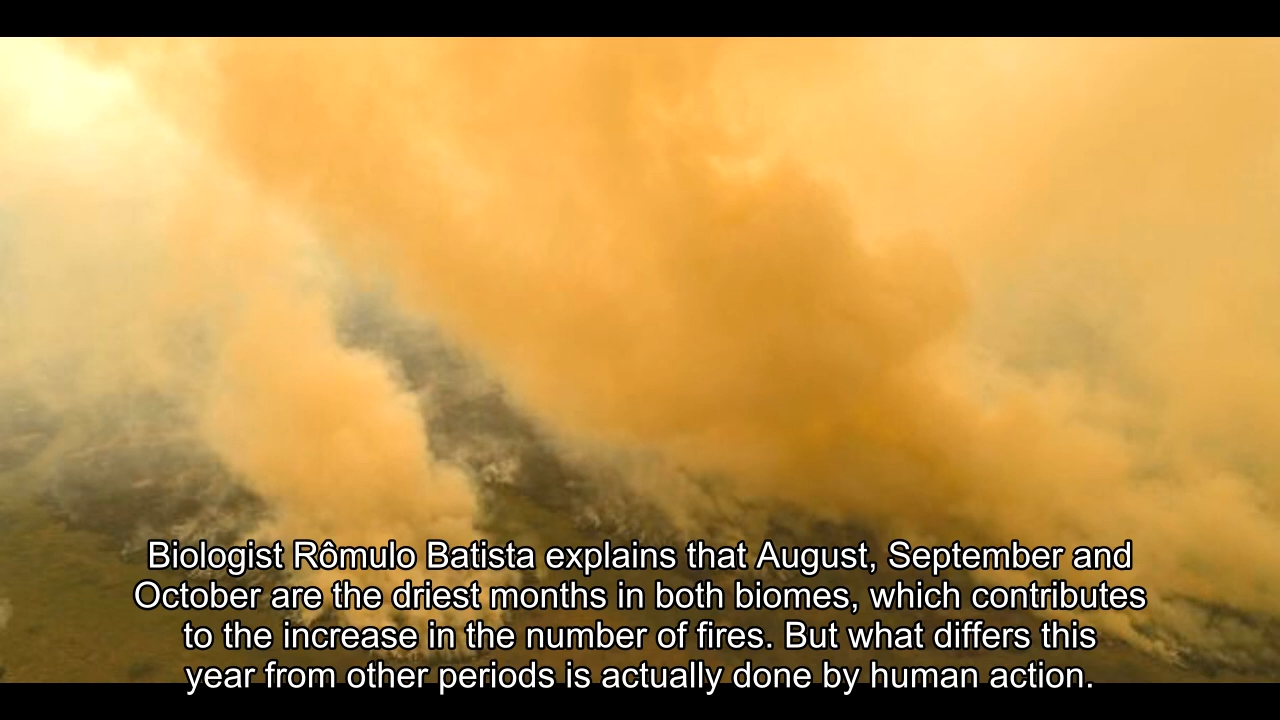 Biologist Rômulo Batista explains that August, September and
October are the driest months in both biomes, which contributes
to the increase in the number of fires. But what differs this
year from other periods is actually done by human action.